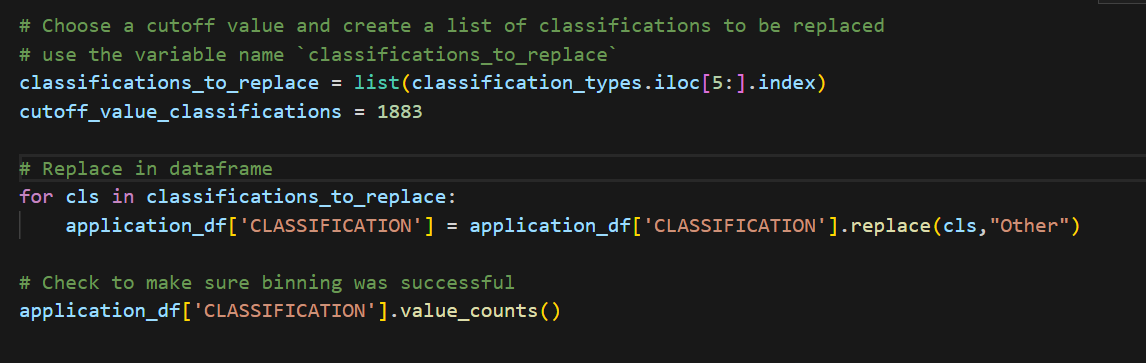 # Choose a cutoff value and create a list of classifications to be replaced
# use the variable name `classifications_to_replace`
classifications_to_replace = list(classification_types.iloc[5:].index)
cutoff_value_classifications = 1883
# Replace in dataframe
for cls in classifications_to_replace:
    application_df['CLASSIFICATION'] = application_df['CLASSIFICATION'].replace(cls,"Other")
# Check to make sure binning was successful
application_df['CLASSIFICATION'].value_counts()